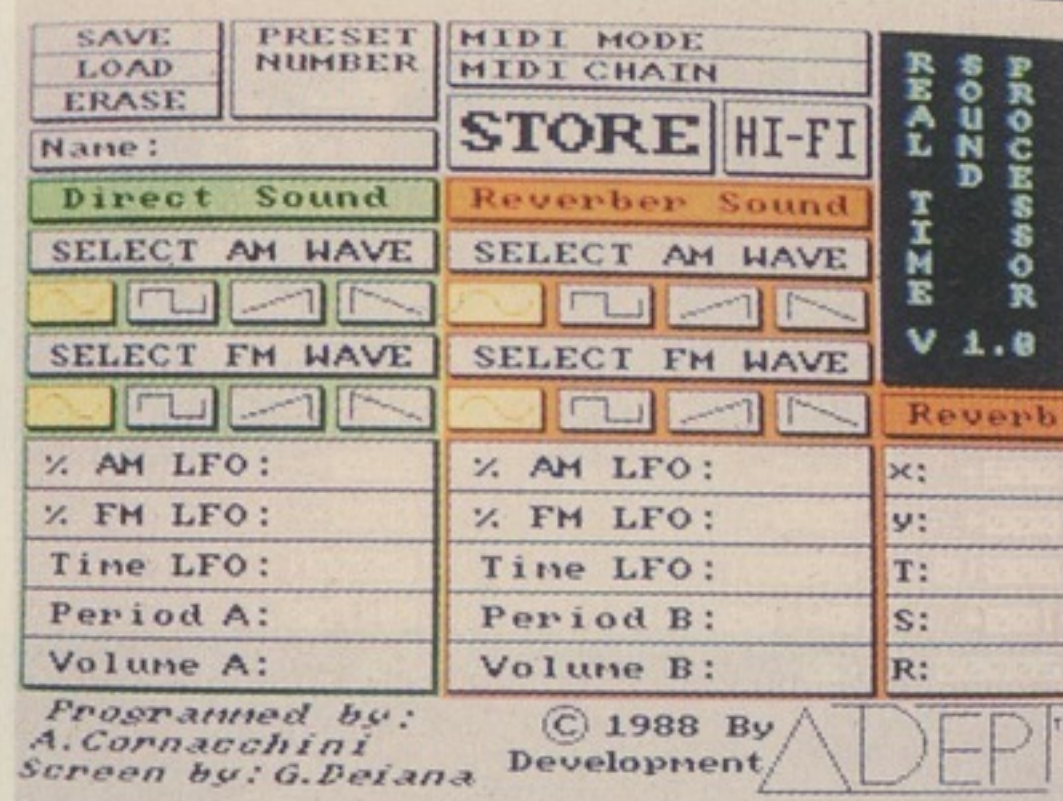 SAVE
LOAD
ERASE
PRESET
NUMBER
MIDI MODE
MIDI CHAIN
Name:
STORE
HI-FI
REAL TIME
SOUND
PROCESSOR
V 1.0
Direct Sound
SELECT AM WAVE
SELECT FM WAVE
% AM LFO:
% FM LFO:
Time LFO:
Period A:
Volume A:
Reverber Sound
SELECT AM WAVE
SELECT FM WAVE
% AM LFO:
% FM LFO:
Time LFO:
Period B:
Volume B:
Reverb
x:
y:
T:
S:
R:
Programmed by:
A.Cornacchini
Screen by: G.Deiana
© 1988 By
Development
ADEPT